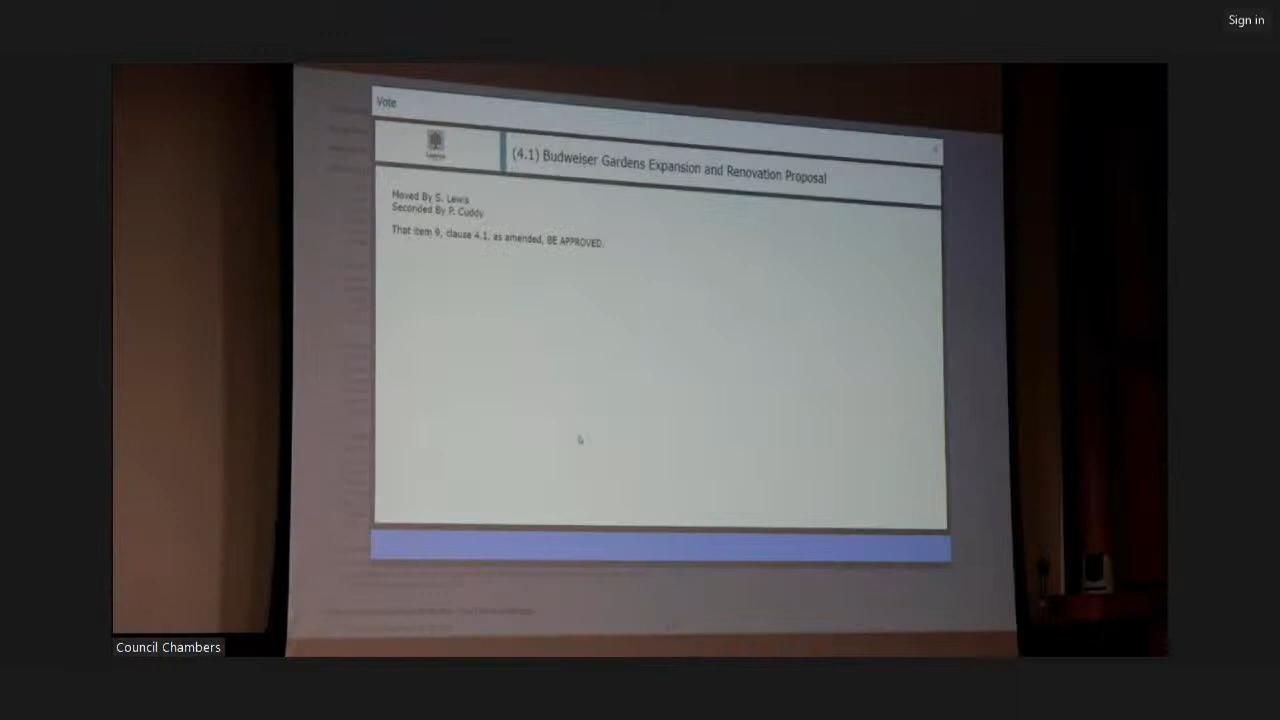 Sign in
Vote
(4.1) Budweiser Gardens Expansion and Renovation Proposal
Moved By S. Lewis
Seconded By P. Cuddy
That item 9, clause 4.1, as amended, BE APPROVED.
Council Chambers